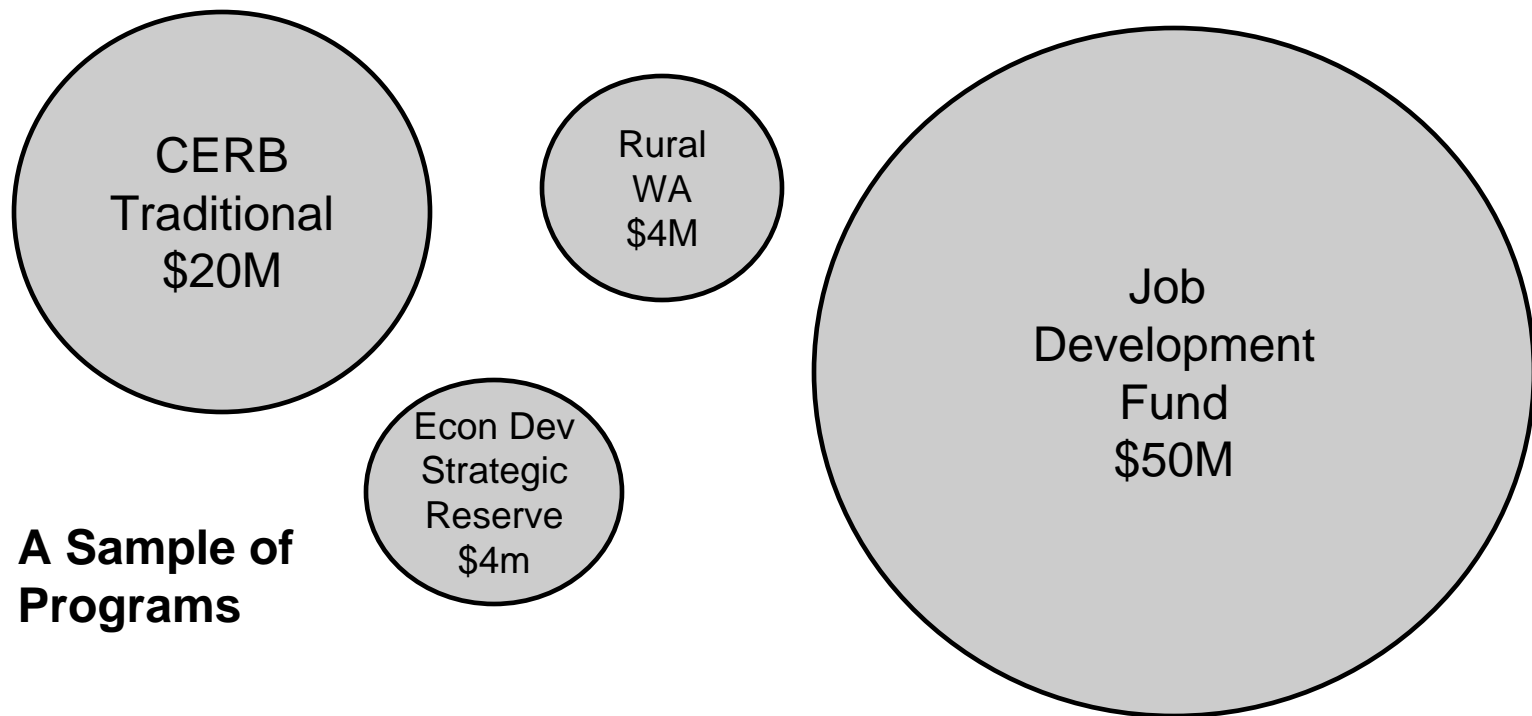 CERB
Traditional
$20M
Rural
WA
$4M
Job
Development
Fund
$50M
Econ Dev
Strategic
Reserve
$4m
A Sample of
Programs